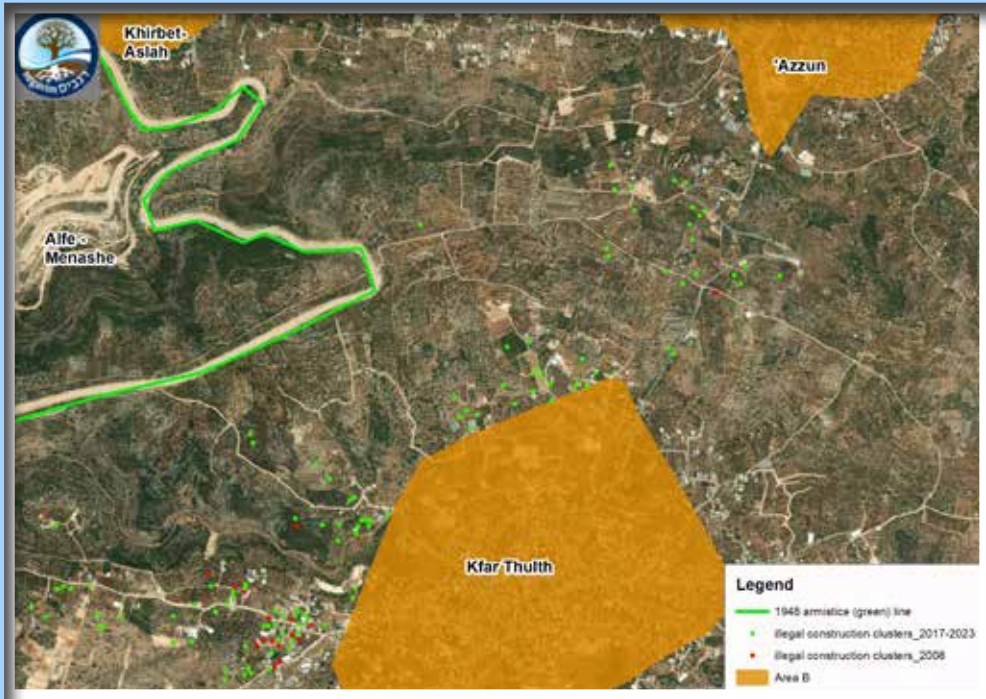 Khirbet-
Aslah
'Azzun
Alfe -
Menashe
Kfar Thulth
Legend
1948 armistice (green) line
illegal construction clusters_2017-2023
illegal construction clusters_2008
Area B